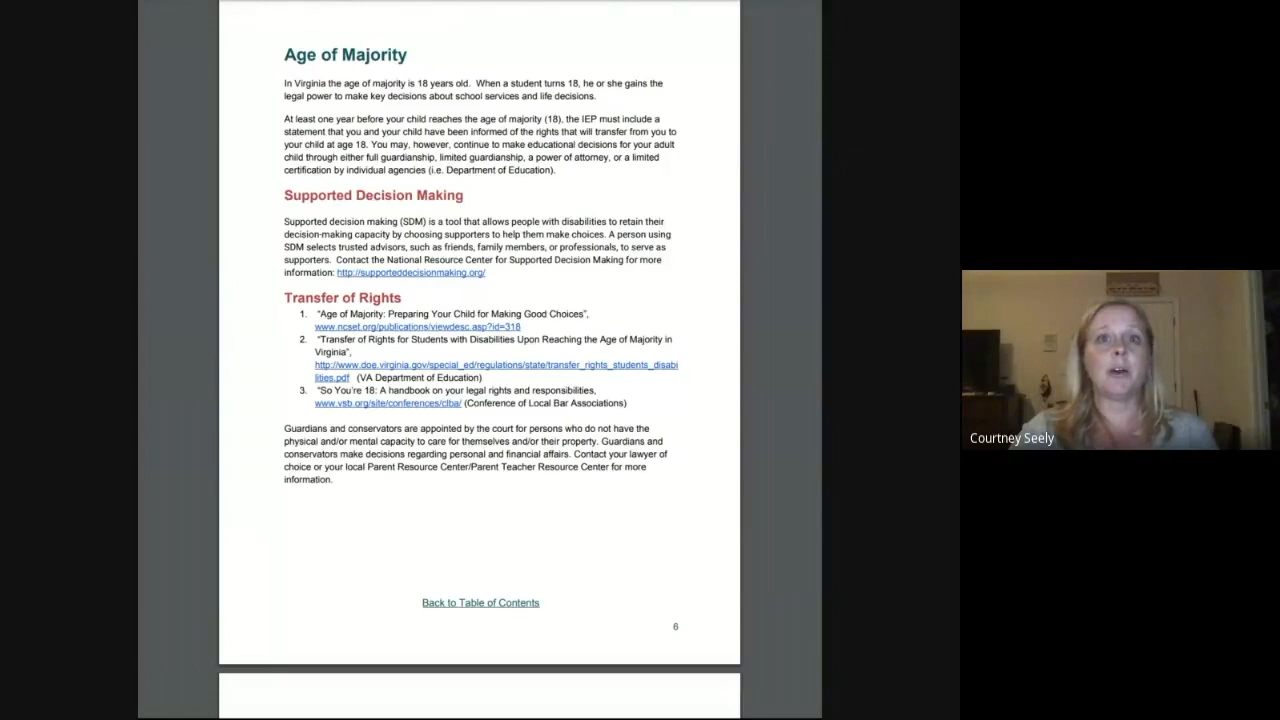 Age of Majority
In Virginia the age of majority is 18 years old.  When a student turns 18, he or she gains the
legal power to make key decisions about school services and life decisions.
At least one year before your child reaches the age of majority (18), the IEP must include a
statement that you and your child have been informed of the rights that will transfer from you to
your child at age 18. You may, however, continue to make educational decisions for your adult
child through either full guardianship, limited guardianship, a power of attorney, or a limited
certification by individual agencies (i.e. Department of Education).
Supported Decision Making
Supported decision making (SDM) is a tool that allows people with disabilities to retain their
decision-making capacity by choosing supporters to help them make choices. A person using
SDM selects trusted advisors, such as friends, family members, or professionals, to serve as
supporters.  Contact the National Resource Center for Supported Decision Making for more
information: http://supporteddecisionmaking.org/
Transfer of Rights
1. "Age of Majority: Preparing Your Child for Making Good Choices",
www.ncset.org/publications/viewdesc.asp?id=318
2. "Transfer of Rights for Students with Disabilities Upon Reaching the Age of Majority in
Virginia",
http://www.doe.virginia.gov/special_ed/regulations/state/transfer_rights_students_disabi
lities.pdf (VA Department of Education)
3. "So You're 18: A handbook on your legal rights and responsibilities,
www.vsb.org/site/conferences/clba/ (Conference of Local Bar Associations)
Guardians and conservators are appointed by the court for persons who do not have the
physical and/or mental capacity to care for themselves and/or their property. Guardians and
conservators make decisions regarding personal and financial affairs. Contact your lawyer of
choice or your local Parent Resource Center/Parent Teacher Resource Center for more
information.
Back to Table of Contents
6
Courtney Seely